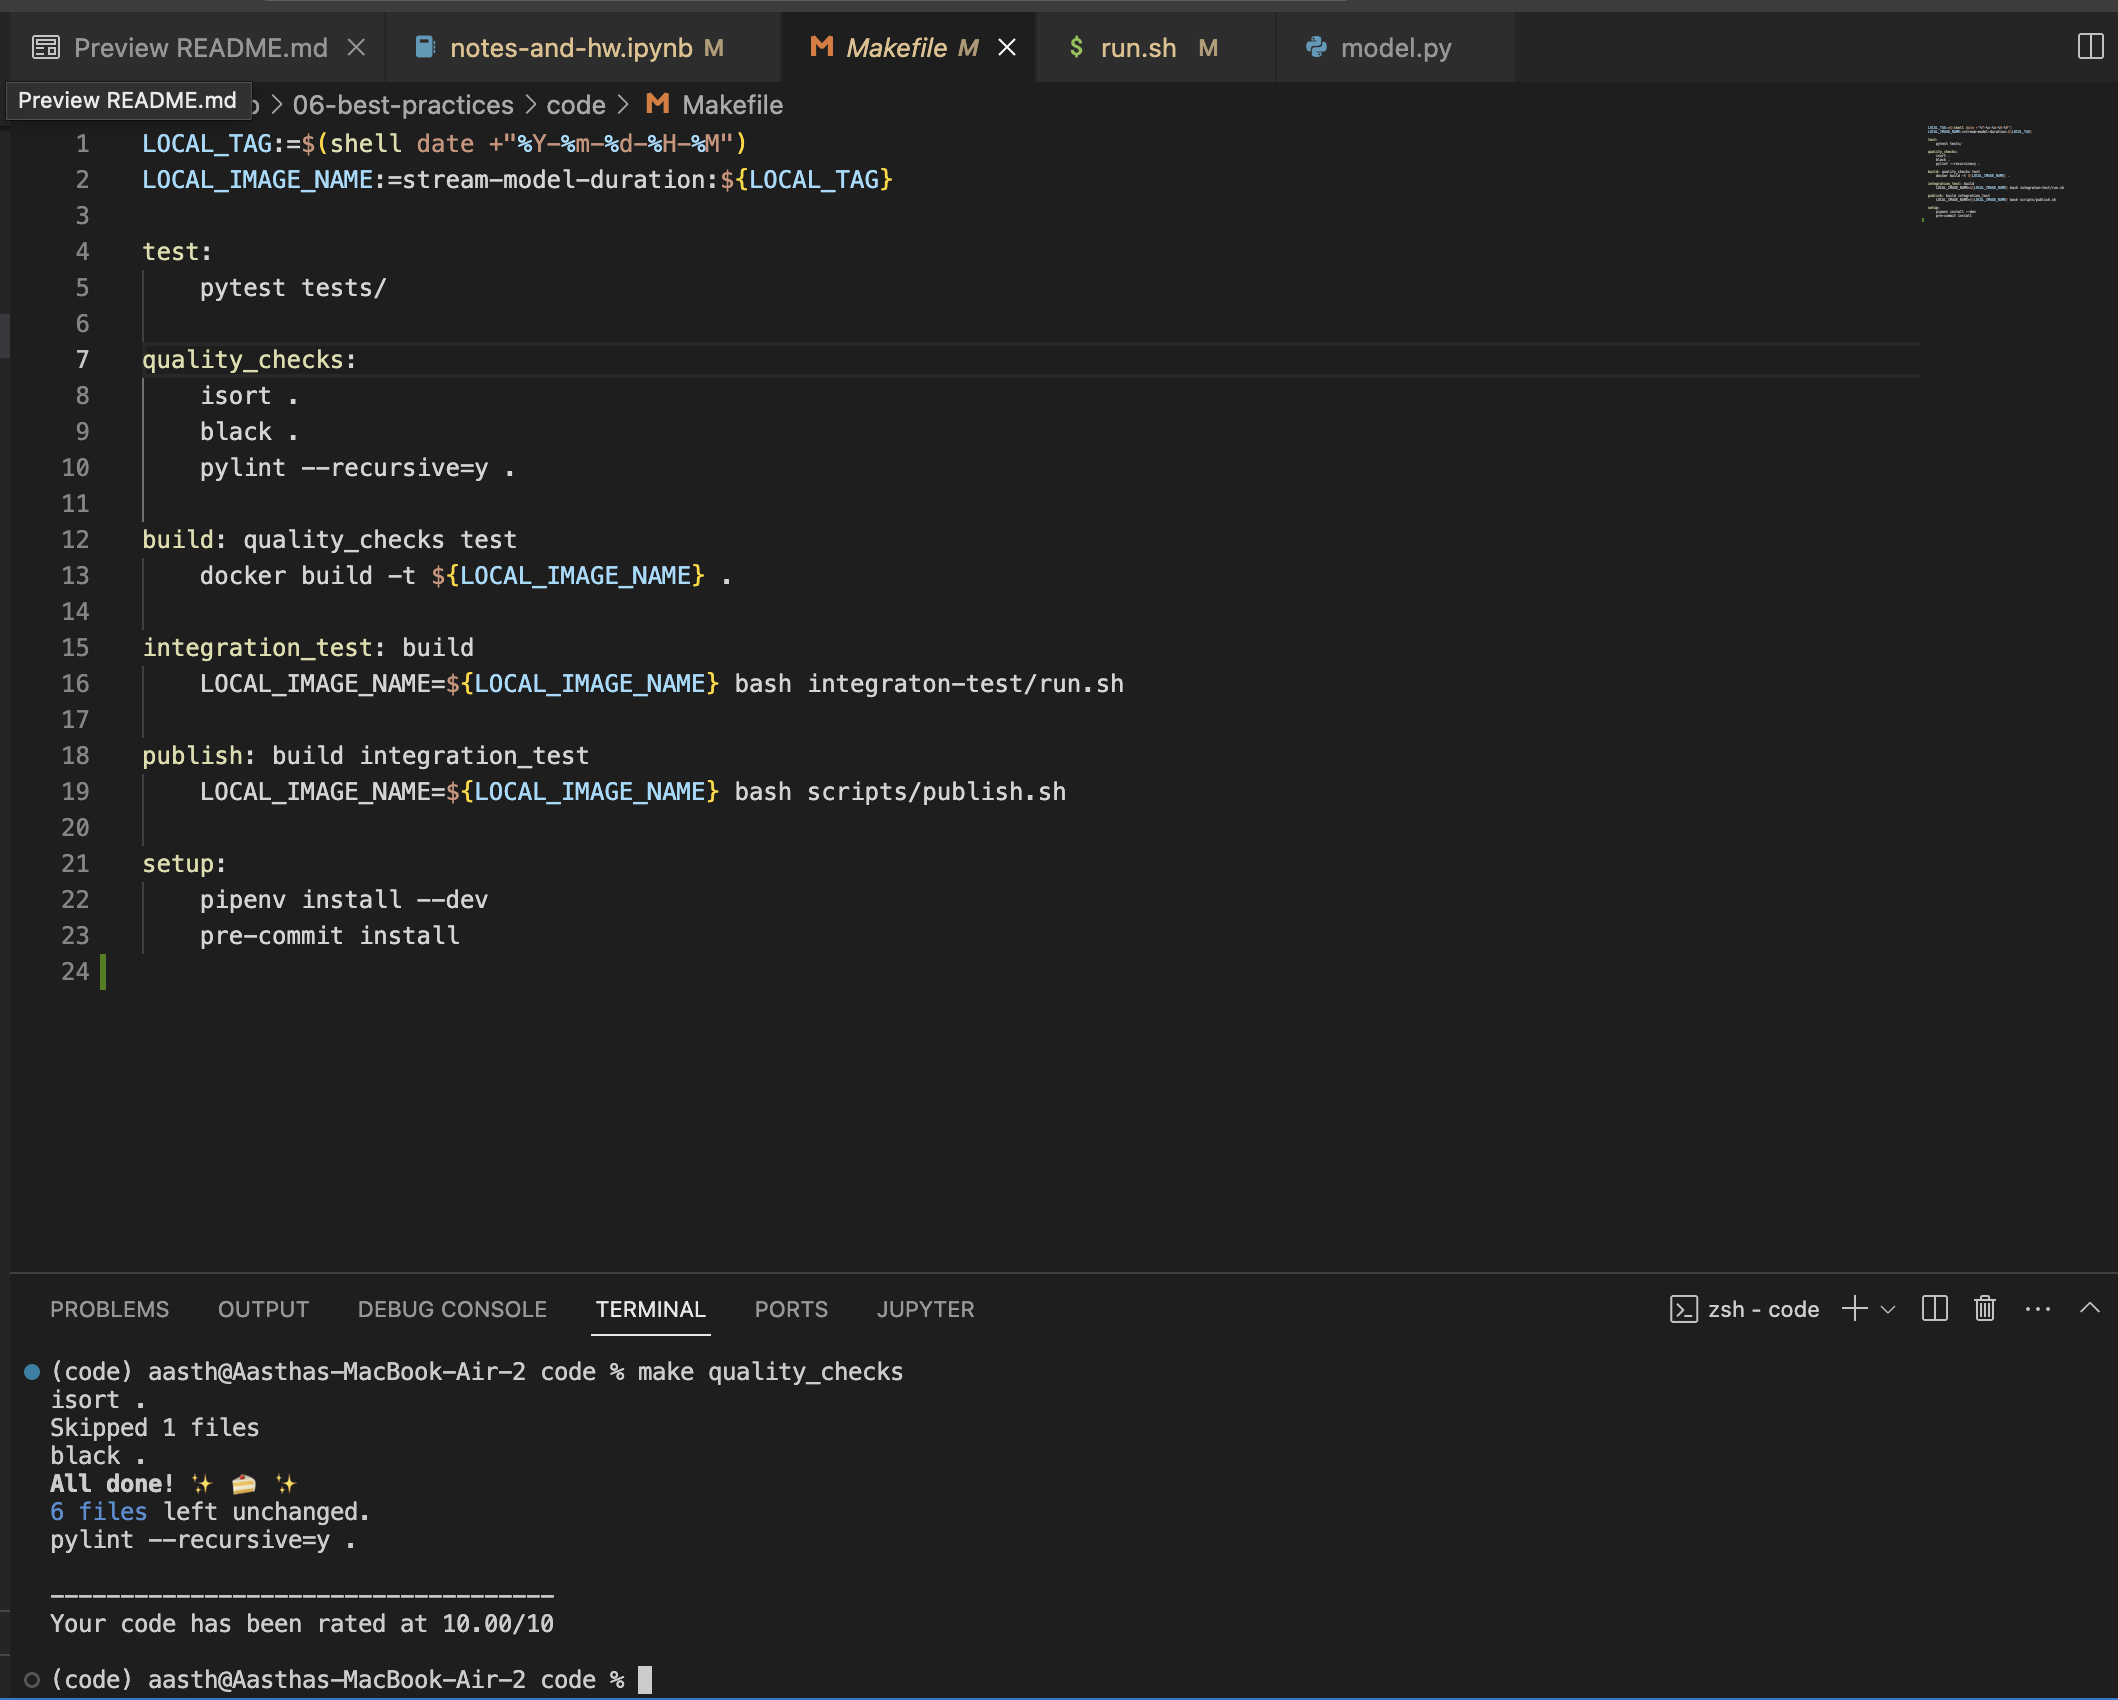 Preview README.md
notes-and-hw.ipynb M
Makefile M
$ run.sh M
model.py
Preview README.md
> 06-best-practices > code > M Makefile
1 LOCAL_TAG:=$(shell date +"%Y-%m-%d-%H-%M")
2 LOCAL_IMAGE_NAME:=stream-model-duration:${LOCAL_TAG}
3
4 test:
5 pytest tests/
6
7 quality_checks:
8 isort .
9 black .
10 pylint --recursive=y .
11
12 build: quality_checks test
13 docker build -t ${LOCAL_IMAGE_NAME} .
14
15 integration_test: build
16 LOCAL_IMAGE_NAME=${LOCAL_IMAGE_NAME} bash integraton-test/run.sh
17
18 publish: build integration_test
19 LOCAL_IMAGE_NAME=${LOCAL_IMAGE_NAME} bash scripts/publish.sh
20
21 setup:
22 pipenv install --dev
23 pre-commit install
24
PROBLEMS OUTPUT DEBUG CONSOLE TERMINAL PORTS JUPYTER
zsh - code
(code) aasth@Aasthas-MacBook-Air-2 code % make quality_checks
isort .
Skipped 1 files
black .
All done! ✨ 🍰 ✨
6 files left unchanged.
pylint --recursive=y .
------------------------------------
Your code has been rated at 10.00/10
(code) aasth@Aasthas-MacBook-Air-2 code %